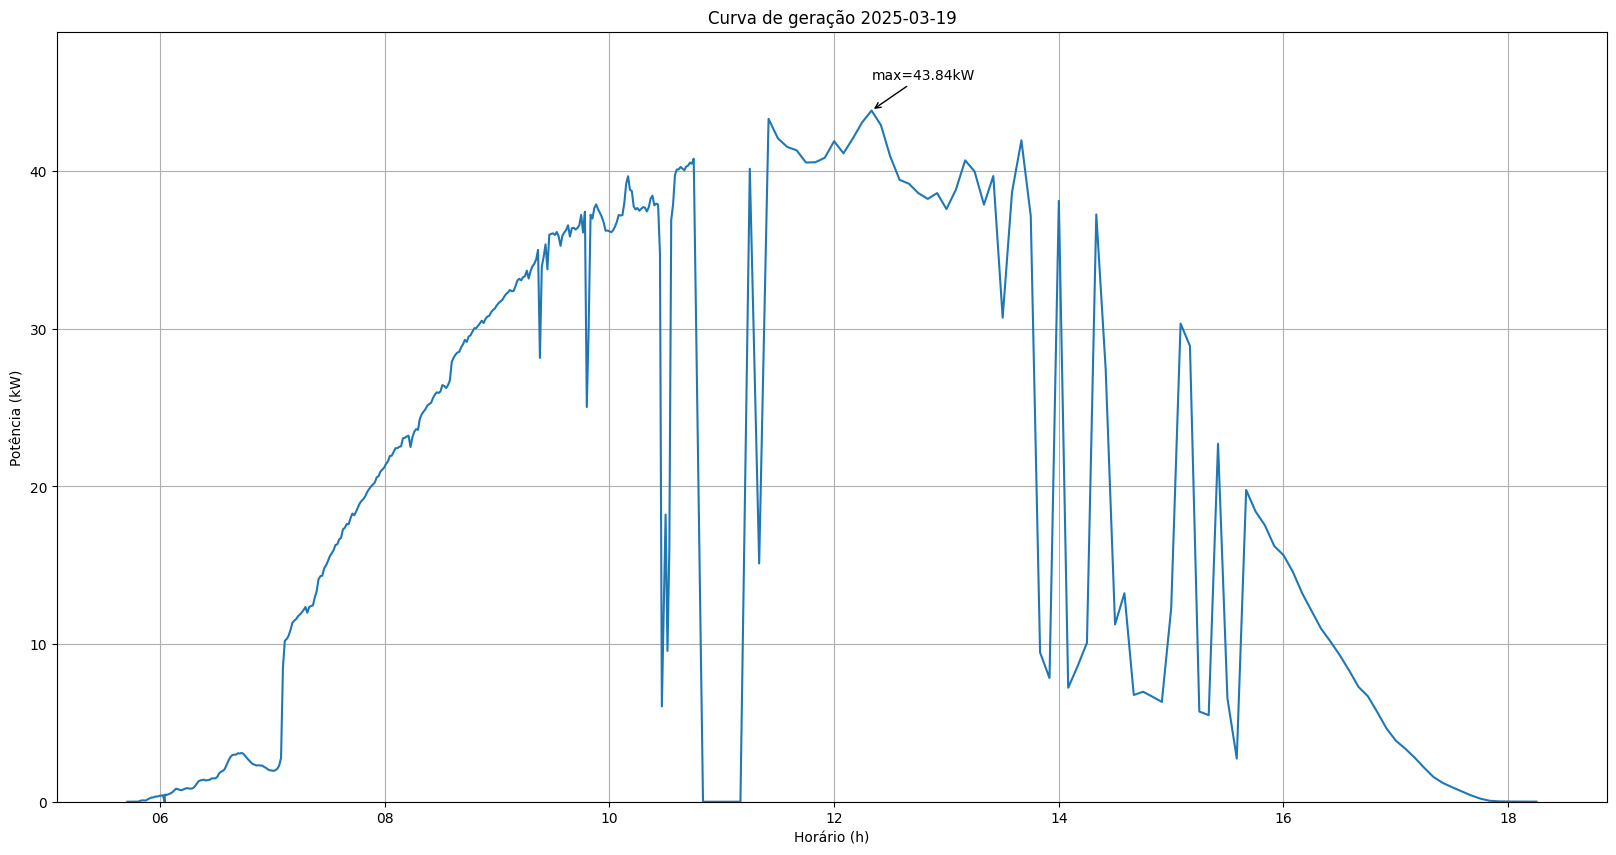 Curva de geração 2025-03-19
max=43.84kW
Potência (kW)
40
30
20
10
0
06 08 10 12 14 16 18
Horário (h)